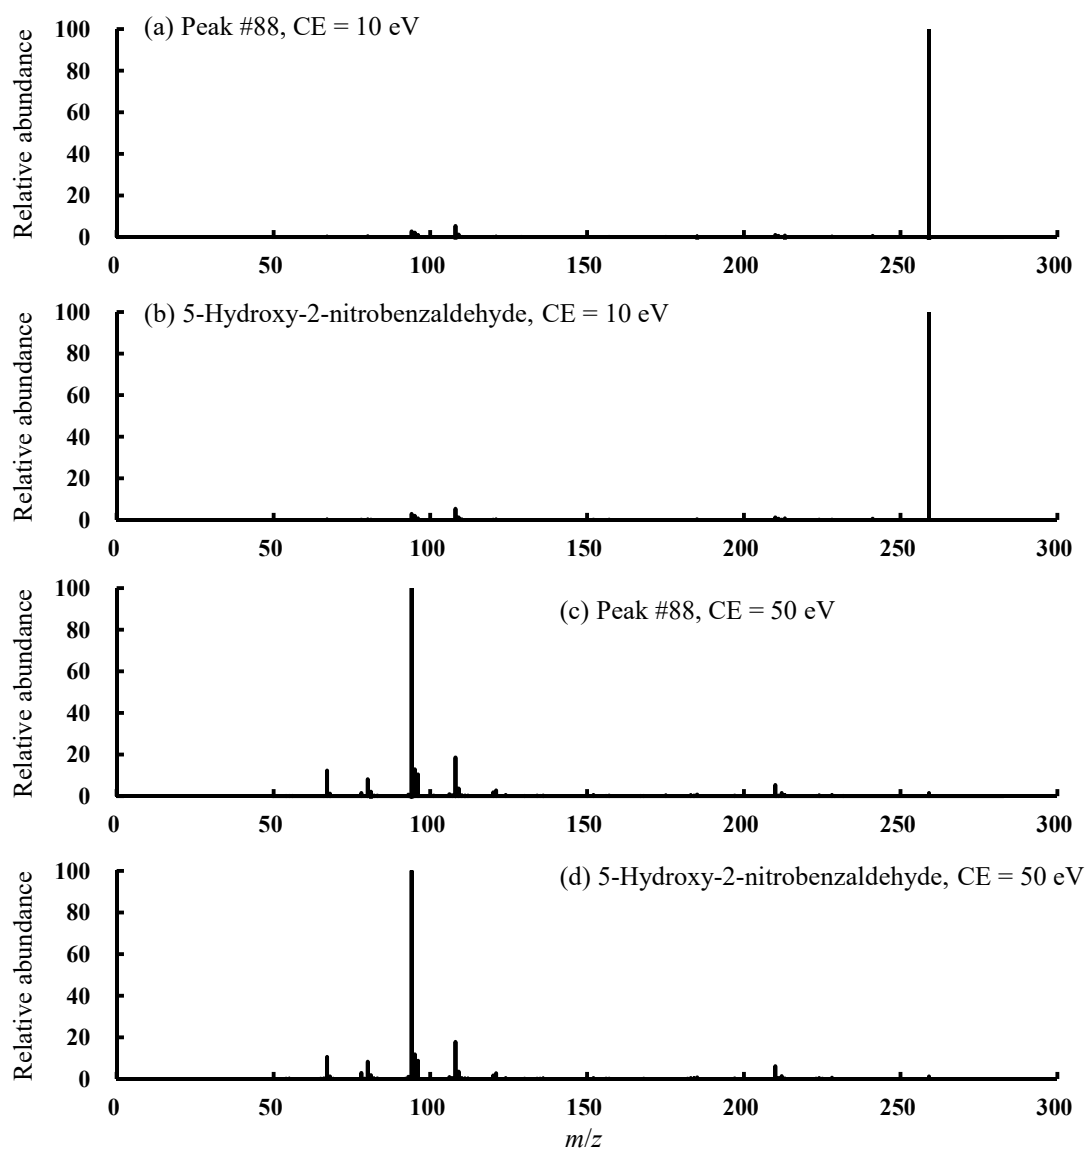 (a) Peak #88, CE = 10 eV
Relative abundance
100
80
60
40
20
0
0 50 100 150 200 250 300
(b) 5-Hydroxy-2-nitrobenzaldehyde, CE = 10 eV
Relative abundance
100
80
60
40
20
0
0 50 100 150 200 250 300
(c) Peak #88, CE = 50 eV
Relative abundance
100
80
60
40
20
0
0 50 100 150 200 250 300
(d) 5-Hydroxy-2-nitrobenzaldehyde, CE = 50 eV
Relative abundance
100
80
60
40
20
0
0 50 100 150 200 250 300
m/z